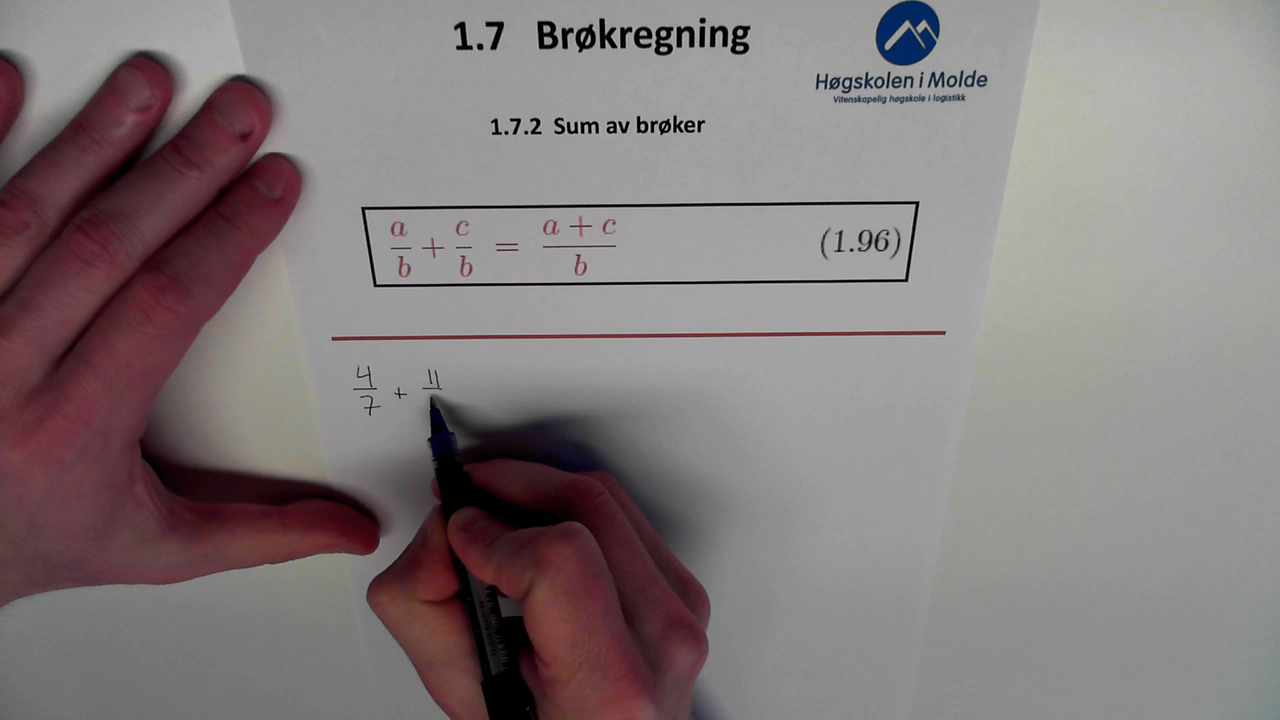 1.7 Brøkregning
Høgskolen i Molde
Vitenskapelig høgskole i logistikk
1.7.2 Sum av brøker
a/b + c/b = (a + c)/b (1.96)
4/7 + 11/